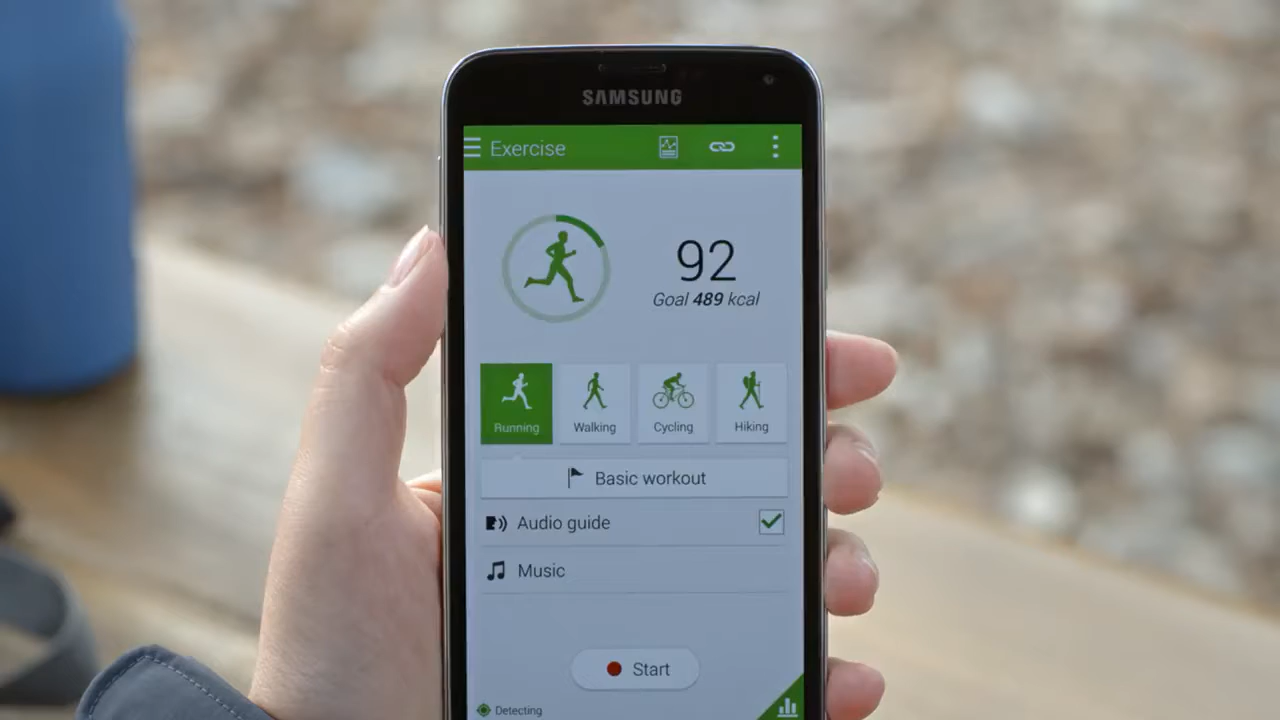 SAMSUNG
Exercise
92
Goal 489 kcal
Running Walking Cycling Hiking
Basic workout
Audio guide
Music
Start
Detecting